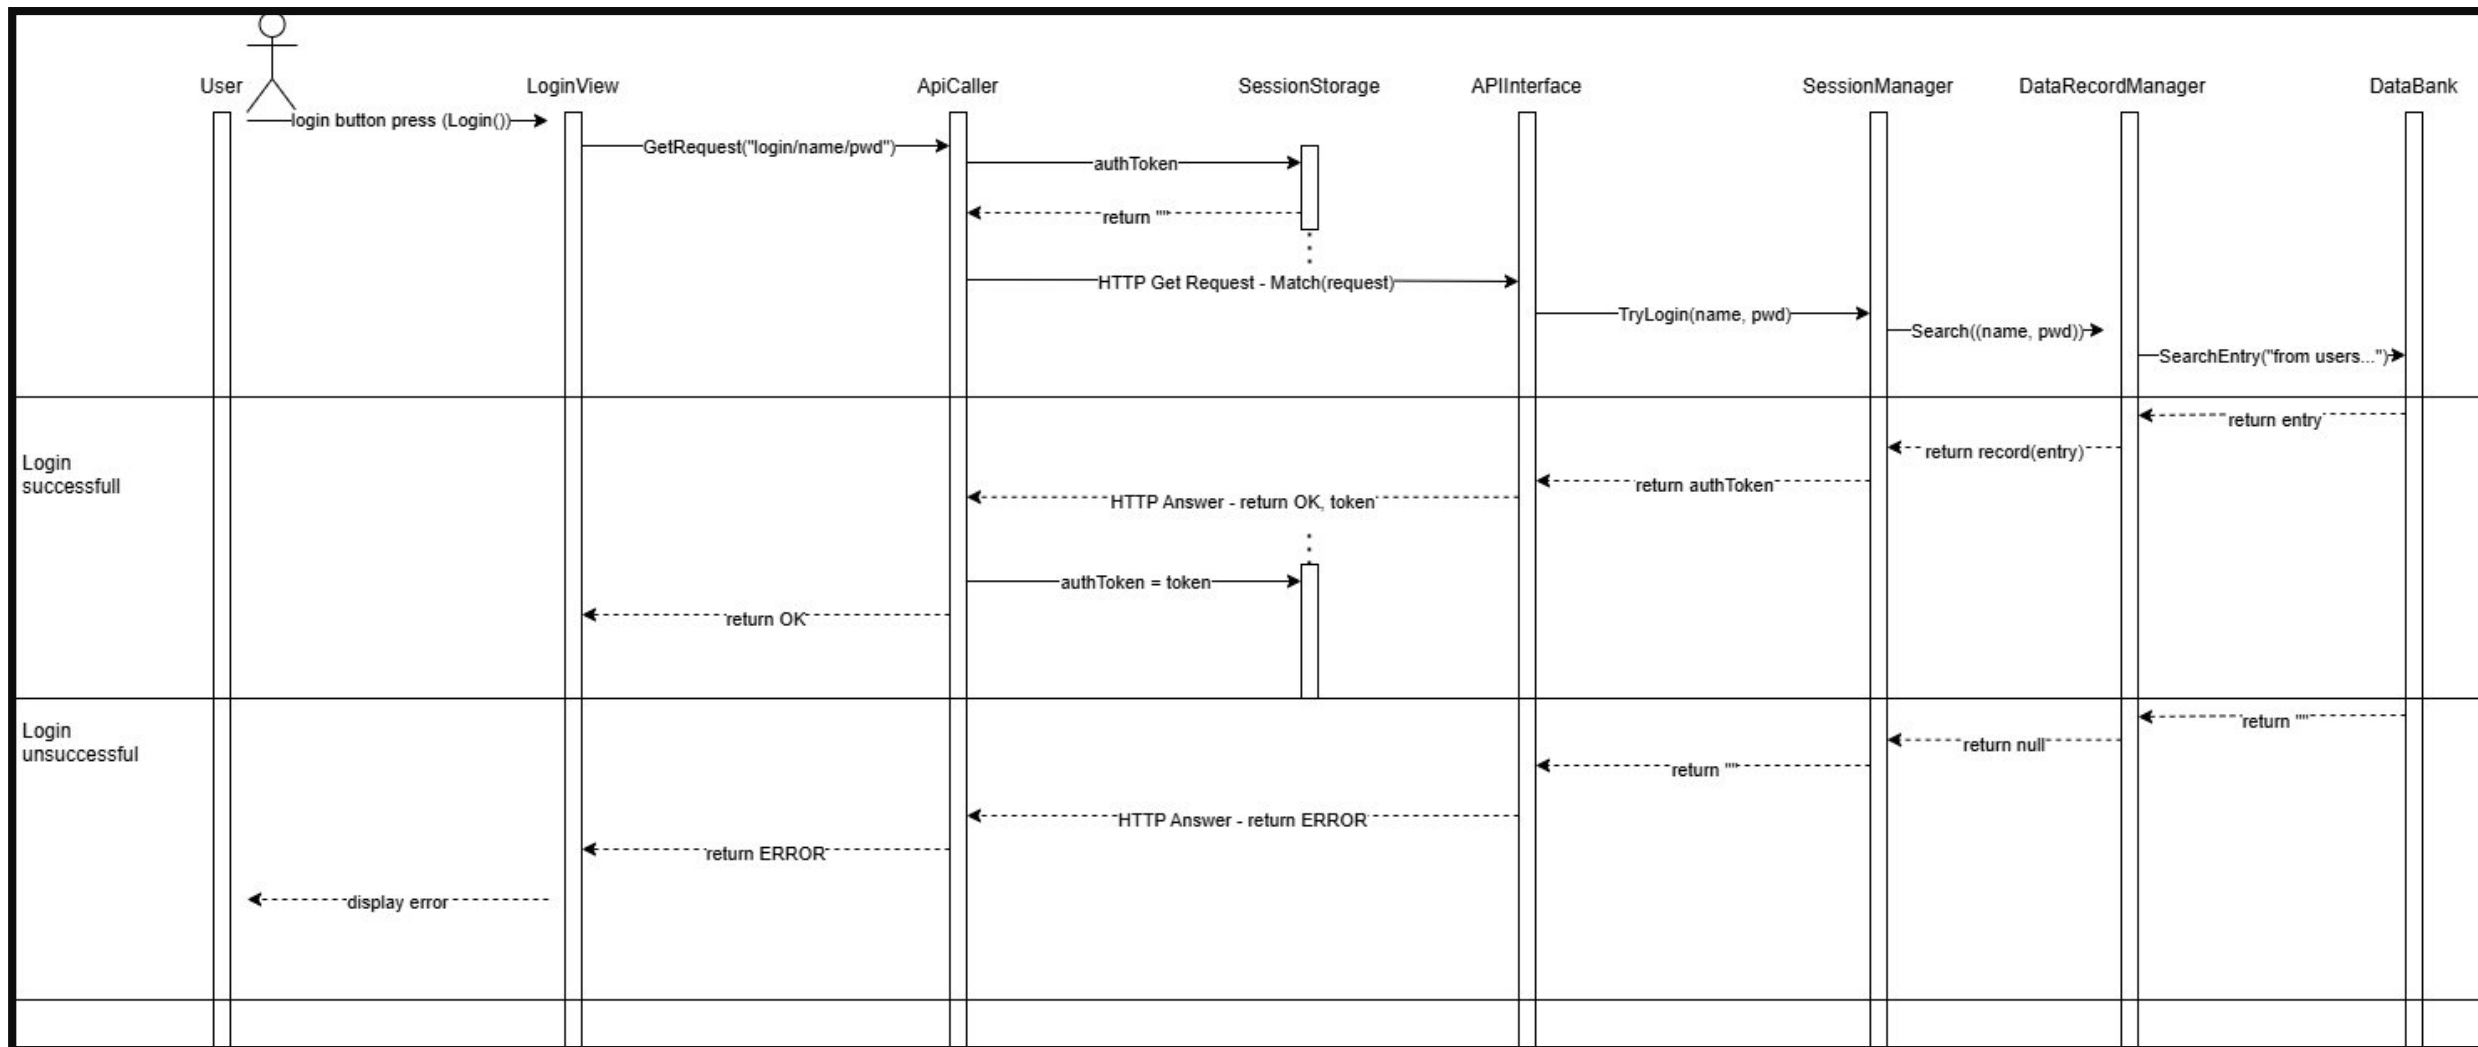 User
LoginView
ApiCaller
SessionStorage
APIInterface
SessionManager
DataRecordManager
DataBank
login button press (Login())
GetRequest("login/name/pwd")
authToken
return ""
HTTP Get Request - Match(request)
TryLogin(name, pwd)
Search((name, pwd))
SearchEntry("from users...")
Login
successfull
return entry
return record(entry)
return authToken
HTTP Answer - return OK, token
authToken = token
return OK
Login
unsuccessful
return ""
return null
return ""
HTTP Answer - return ERROR
return ERROR
display error